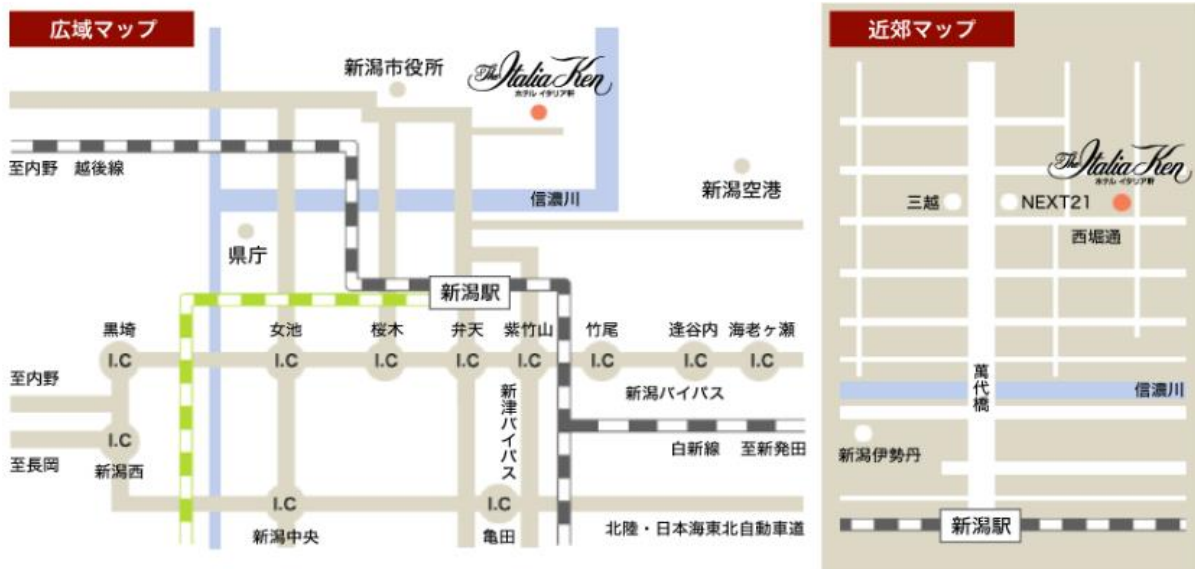 広域マップ
新潟市役所
The Italia Ken
ホテル イタリア軒
至内野 越後線
新潟空港
信濃川
県庁
新潟駅
黒埼
女池
桜木
弁天
紫竹山
竹尾
逢谷内
海老ヶ瀬
I.C
I.C
I.C
I.C
I.C
I.C
I.C
I.C
至内野
新津バイパス
新潟バイパス
I.C
至長岡
新潟西
白新線 至新発田
I.C
I.C
新潟中央
亀田
北陸・日本海東北自動車道
近郊マップ
The Italia Ken
ホテル イタリア軒
三越
NEXT21
西堀通
萬代橋
信濃川
新潟伊勢丹
新潟駅